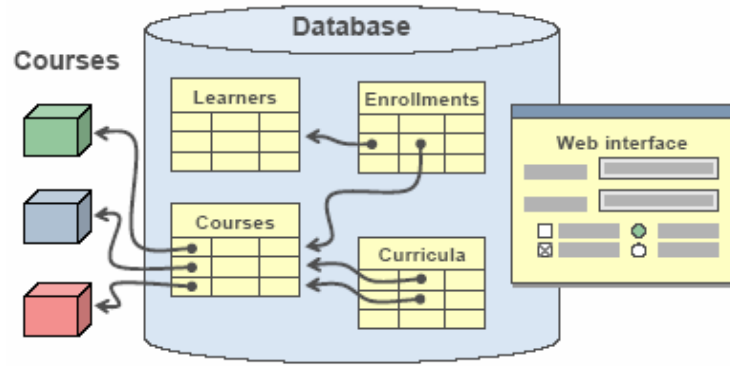 Database
Courses
Learners
Enrollments
Web interface
Courses
Curricula